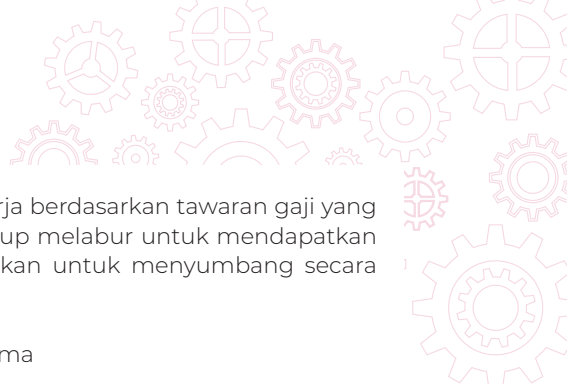 rja berdasarkan tawaran gaji yang
up melabur untuk mendapatkan
kan untuk menyumbang secara
ma